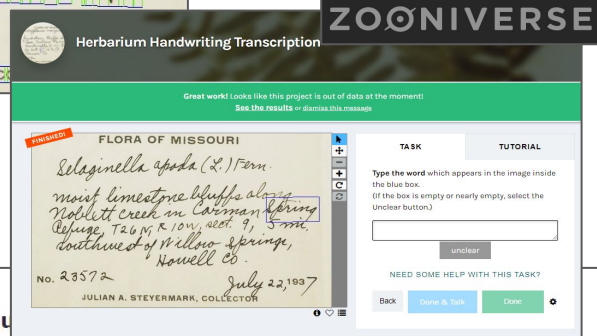 ZOONIVERSE
Herbarium Handwriting Transcription
Great work! Looks like this project is out of data at the moment!
See the results or dismiss this message
FINISHED!
FLORA OF MISSOURI
Selaginella apoda (L.) Fern.
moist limestone bluffs along
Noblett creek in Carman Spring
Refuge, T26N, R10W, sect. 9, 5 mi.
southwest of Willow Springs,
Howell Co.
No. 23572 July 22, 1937
JULIAN A. STEYERMARK, COLLECTOR
TASK
TUTORIAL
Type the word which appears in the image inside
the blue box.
(If the box is empty or nearly empty, select the
Unclear button.)
unclear
NEED SOME HELP WITH THIS TASK?
Back
Done & Talk
Done